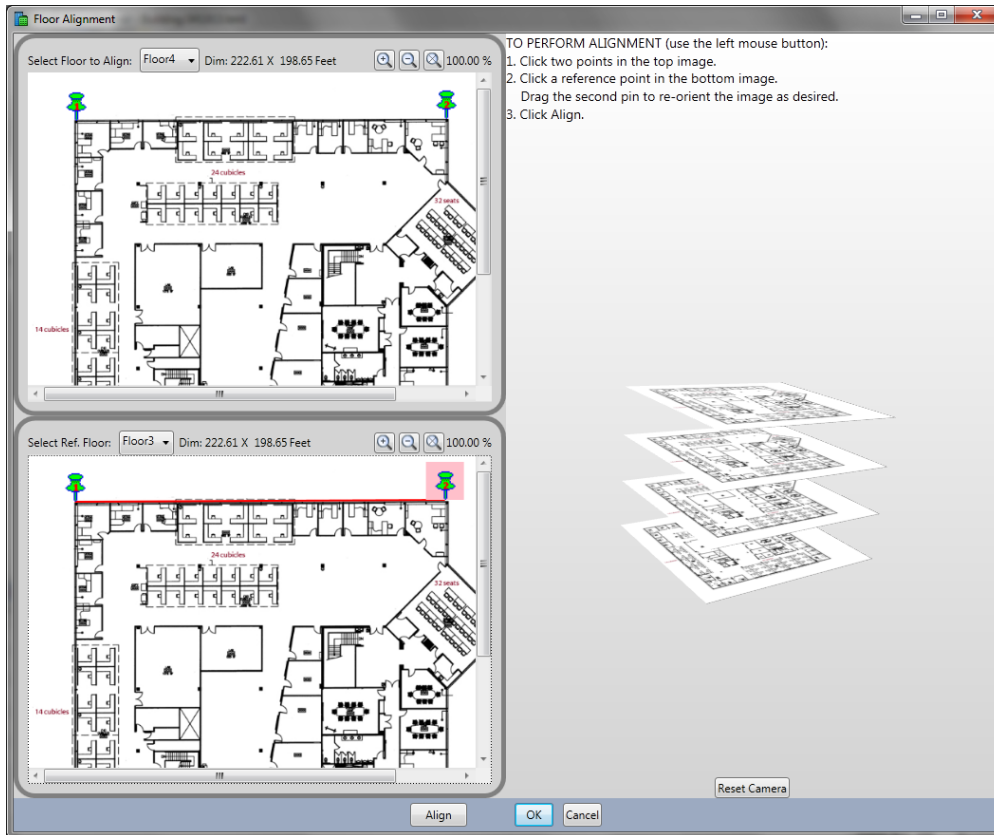 Floor Alignment
Select Floor to Align: Floor4 Dim: 222.61 X 198.65 Feet 100.00 %
1
2
24 cubicles
32 seats
14 cubicles
Select Ref. Floor: Floor3 Dim: 222.61 X 198.65 Feet 100.00 %
1
2
24 cubicles
32 seats
14 cubicles
TO PERFORM ALIGNMENT (use the left mouse button):
1. Click two points in the top image.
2. Click a reference point in the bottom image.
Drag the second pin to re-orient the image as desired.
3. Click Align.
Reset Camera
Align OK Cancel